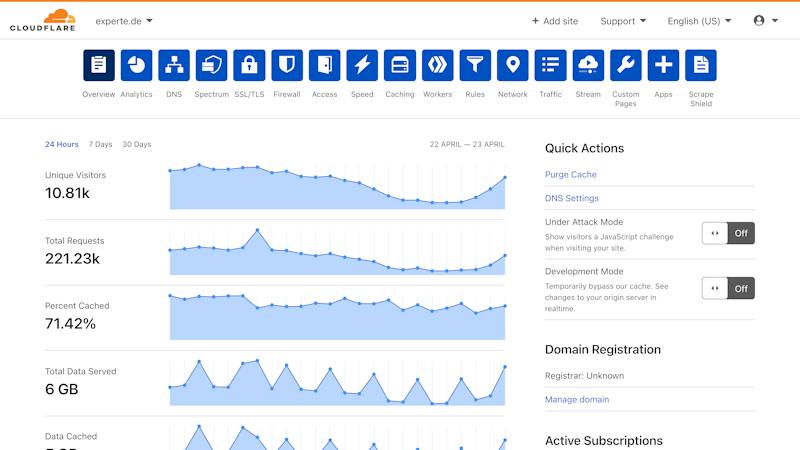 CLOUDFLARE
experte.de
+ Add site
Support
English (US)
Overview
Analytics
DNS
Spectrum
SSL/TLS
Firewall
Access
Speed
Caching
Workers
Rules
Network
Traffic
Stream
Custom
Pages
Apps
Scrape
Shield
24 Hours
7 Days
30 Days
22 APRIL — 23 APRIL
Unique Visitors
10.81k
Total Requests
221.23k
Percent Cached
71.42%
Total Data Served
6 GB
Data Cached
Quick Actions
Purge Cache
DNS Settings
Under Attack Mode
Show visitors a JavaScript challenge
when visiting your site.
Off
Development Mode
Temporarily bypass our cache. See
changes to your origin server in
realtime.
Off
Domain Registration
Registrar: Unknown
Manage domain
Active Subscriptions